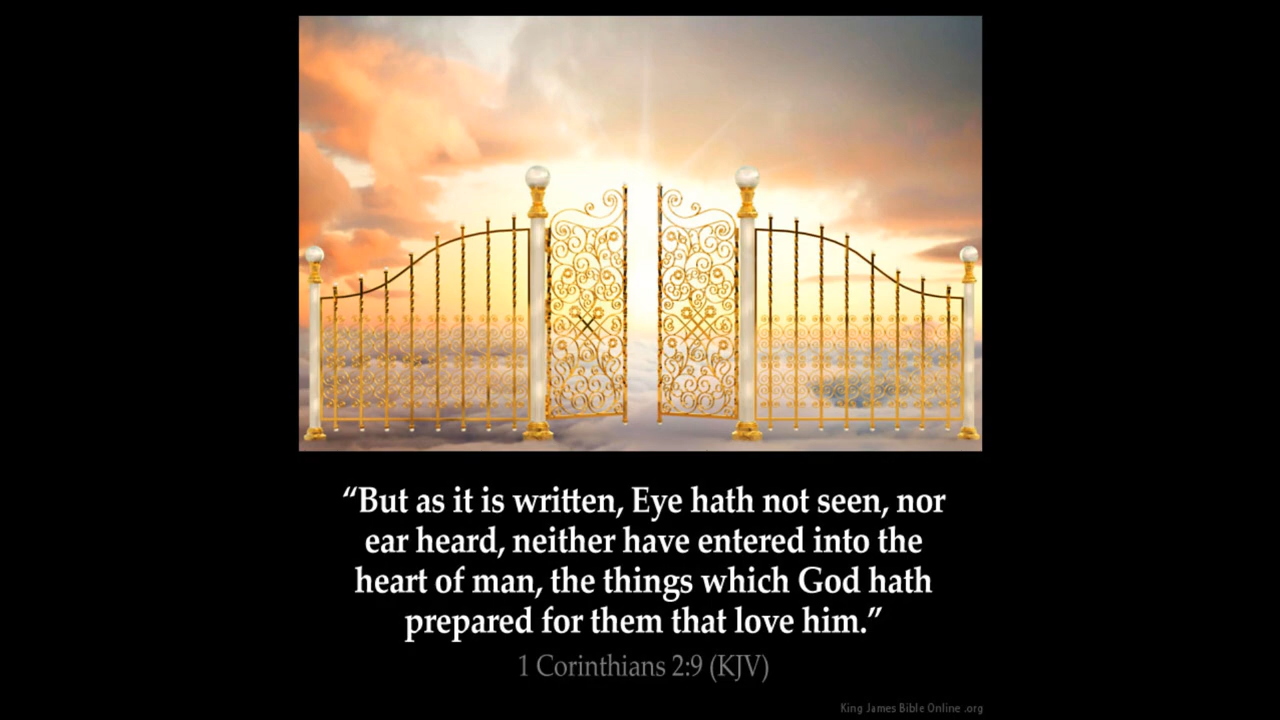 “But as it is written, Eye hath not seen, nor
ear heard, neither have entered into the
heart of man, the things which God hath
prepared for them that love him.”
1 Corinthians 2:9 (KJV)
King James Bible Online .org